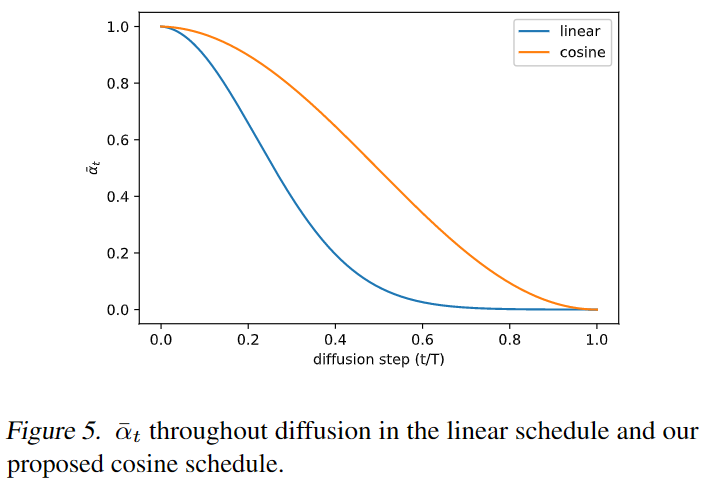 linear
cosine
1.0
0.8
0.6
0.4
0.2
0.0
ᾱₜ
0.0 0.2 0.4 0.6 0.8 1.0
diffusion step (t/T)
Figure 5. ᾱₜ throughout diffusion in the linear schedule and our
proposed cosine schedule.